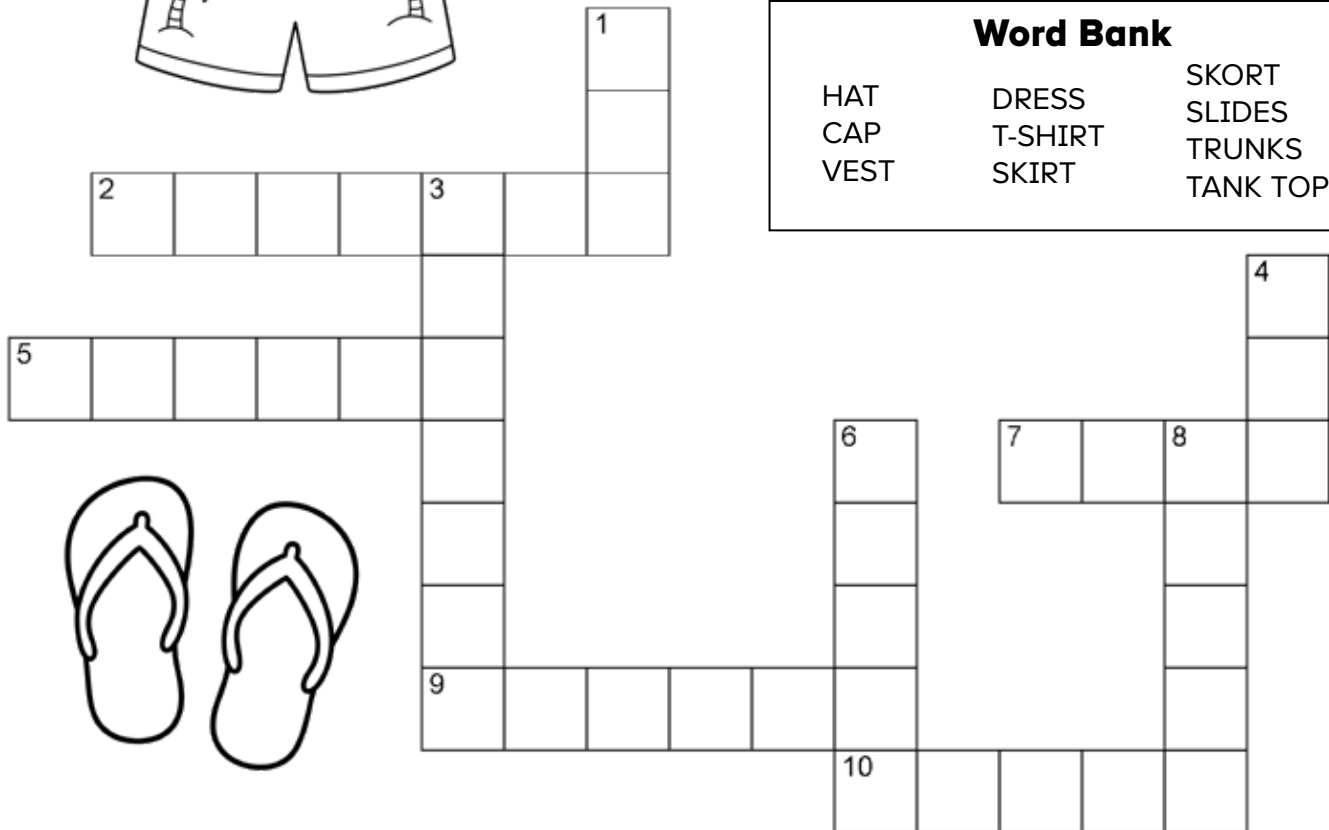 1
Word Bank
HAT
CAP
VEST
DRESS
T-SHIRT
SKIRT
SKORT
SLIDES
TRUNKS
TANK TOP
2
3
4
5
6
7
8
9
10